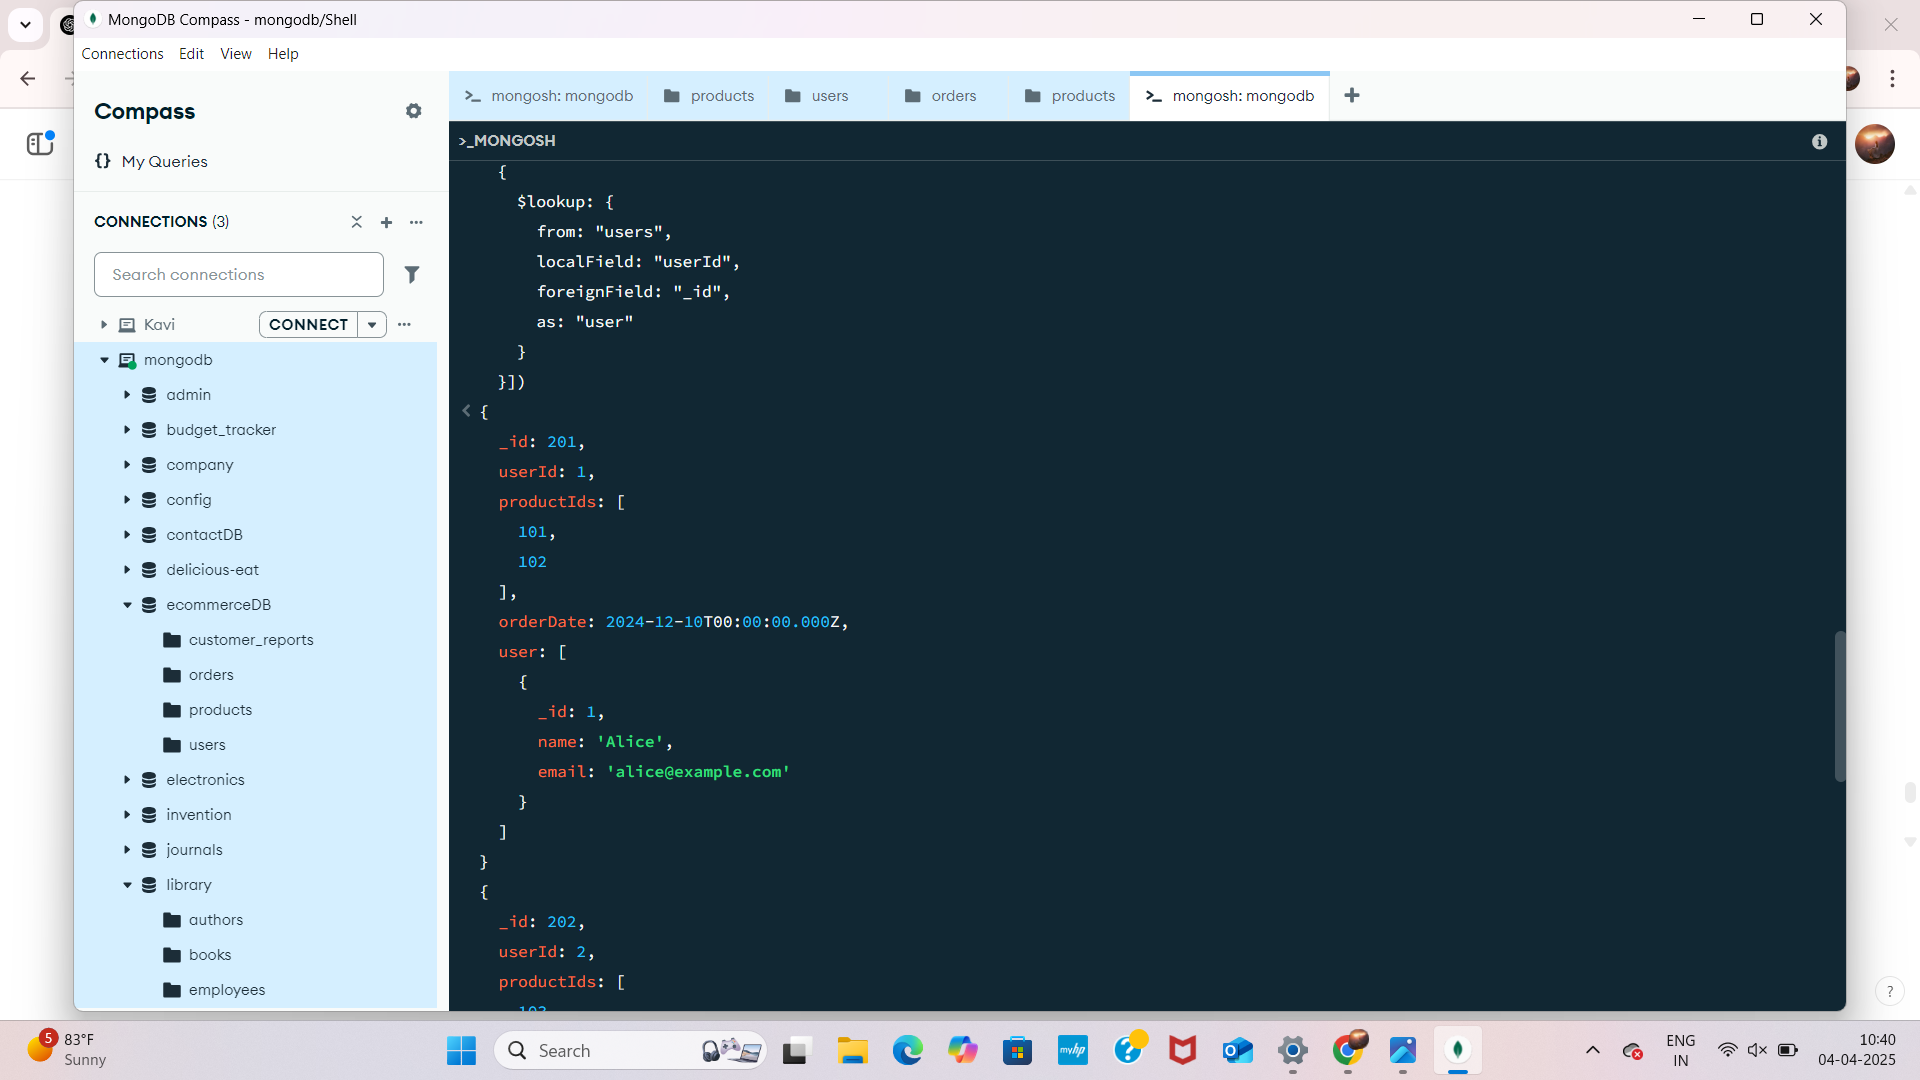 MongoDB Compass - mongodb/Shell
Connections Edit View Help
Compass
{} My Queries
CONNECTIONS (3)
Search connections
Kavi
CONNECT
mongodb
admin
budget_tracker
company
config
contactDB
delicious-eat
ecommerceDB
customer_reports
orders
products
users
electronics
invention
journals
library
authors
books
employees
>_ mongosh: mongodb
products
users
orders
products
>_ mongosh: mongodb
>_MONGOSH
{
$lookup: {
from: "users",
localField: "userId",
foreignField: "_id",
as: "user"
}
}])
< {
_id: 201,
userId: 1,
productIds: [
101,
102
],
orderDate: 2024-12-10T00:00:00.000Z,
user: [
{
_id: 1,
name: 'Alice',
email: 'alice@example.com'
}
]
}
{
_id: 202,
userId: 2,
productIds: [
?
5
83°F
Sunny
Search
myhp
ENG
IN
10:40
04-04-2025